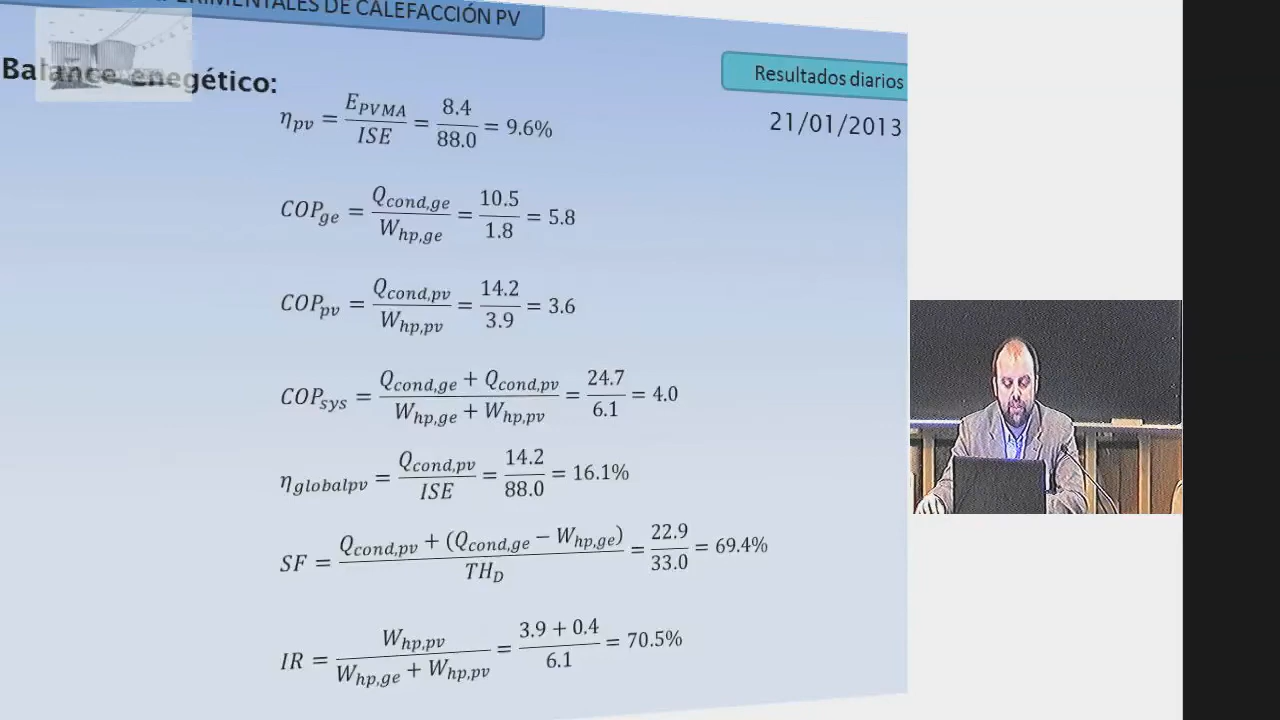 PERIMENTALES DE CALEFACCIÓN PV
Balance enegético:
Resultados diarios
21/01/2013
η_pv = E_PVMA / ISE = 8.4 / 88.0 = 9.6%
COP_ge = Q_cond,ge / W_hp,ge = 10.5 / 1.8 = 5.8
COP_pv = Q_cond,pv / W_hp,pv = 14.2 / 3.9 = 3.6
COP_sys = Q_cond,ge + Q_cond,pv / W_hp,ge + W_hp,pv = 24.7 / 6.1 = 4.0
η_globalpv = Q_cond,pv / ISE = 14.2 / 88.0 = 16.1%
SF = Q_cond,pv + (Q_cond,ge − W_hp,ge) / TH_D = 22.9 / 33.0 = 69.4%
IR = W_hp,pv / W_hp,ge + W_hp,pv = 3.9 + 0.4 / 6.1 = 70.5%